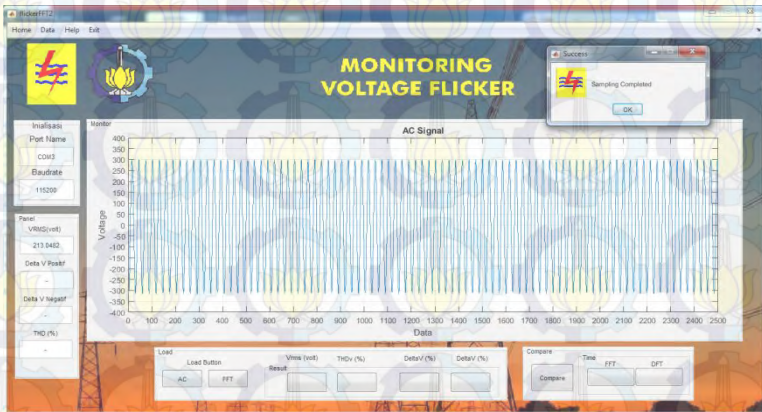 flickerFFT2
Home Data Help Exit
MONITORING
VOLTAGE FLICKER
Success
Sampling Completed
OK
Inialisasi
Port Name
COM3
Baudrate
115200
Panel
VRMS(volt)
213.0482
Delta V Positif
-
Delta V Negatif
-
THD (%)
-
Monitor
AC Signal
Voltage
400
350
300
250
200
150
100
50
0
-50
-100
-150
-200
-250
-300
-350
-400
0 100 200 300 400 500 600 700 800 900 1000 1100 1200 1300 1400 1500 1600 1700 1800 1900 2000 2100 2200 2300 2400 2500
Data
Load
Load Button
AC FFT
Result
Vrms (volt) THDv (%) DeltaV (%) DeltaV (%)
Compare
Compare
Time
FFT DFT